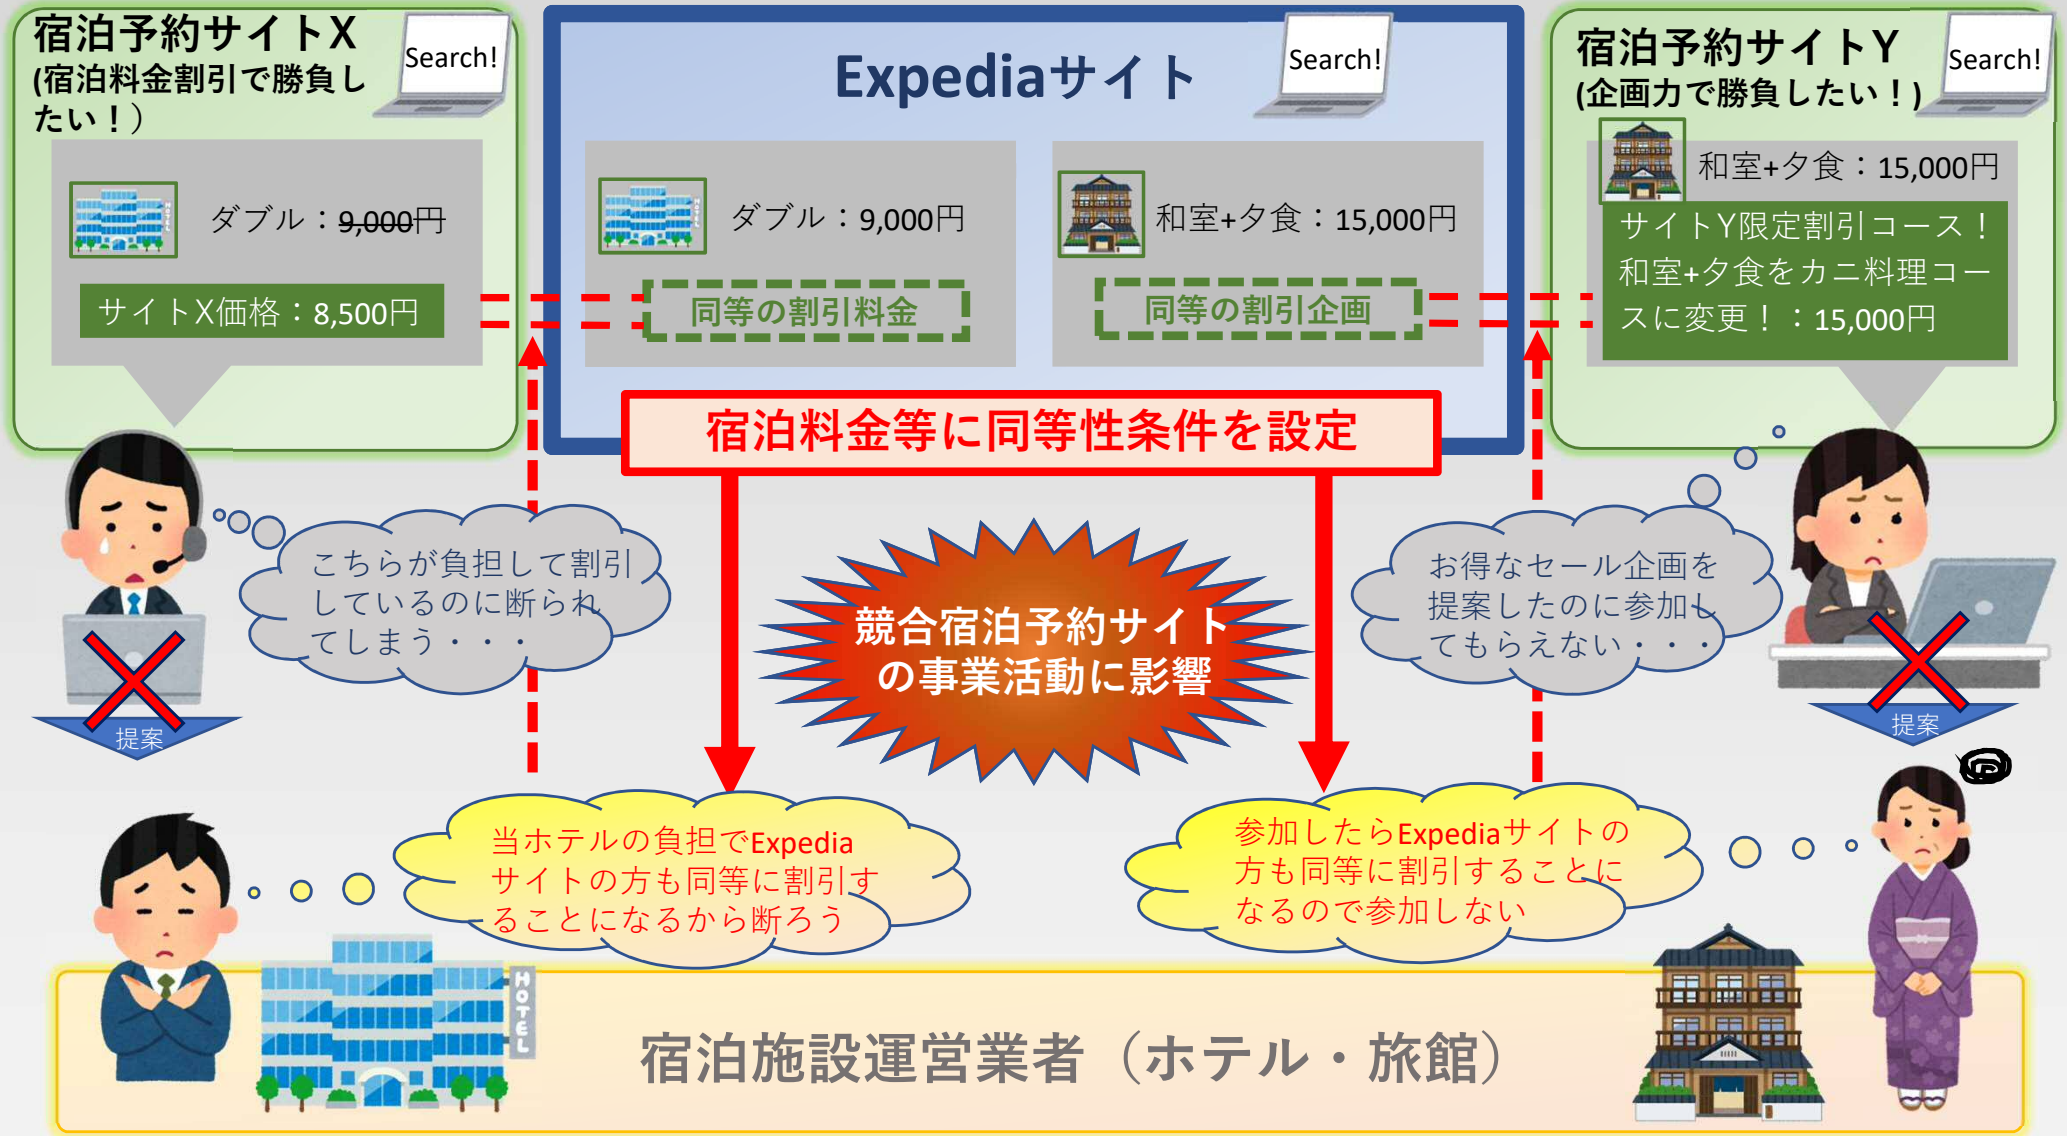 宿泊予約サイトX
(宿泊料金割引で勝負し
たい！）
Search!
ダブル：9,000円
サイトX価格：8,500円
Expediaサイト
Search!
ダブル：9,000円
同等の割引料金
和室+夕食：15,000円
同等の割引企画
宿泊予約サイトY
(企画力で勝負したい！)
Search!
和室+夕食：15,000円
サイトY限定割引コース！
和室+夕食をカニ料理コー
スに変更！：15,000円
宿泊料金等に同等性条件を設定
こちらが負担して割引
しているのに断られ
てしまう・・・
競合宿泊予約サイト
の事業活動に影響
お得なセール企画を
提案したのに参加し
てもらえない・・・
提案
提案
当ホテルの負担でExpedia
サイトの方も同等に割引す
ることになるから断ろう
参加したらExpediaサイトの
方も同等に割引することに
なるので参加しない
HOTEL
宿泊施設運営業者（ホテル・旅館）